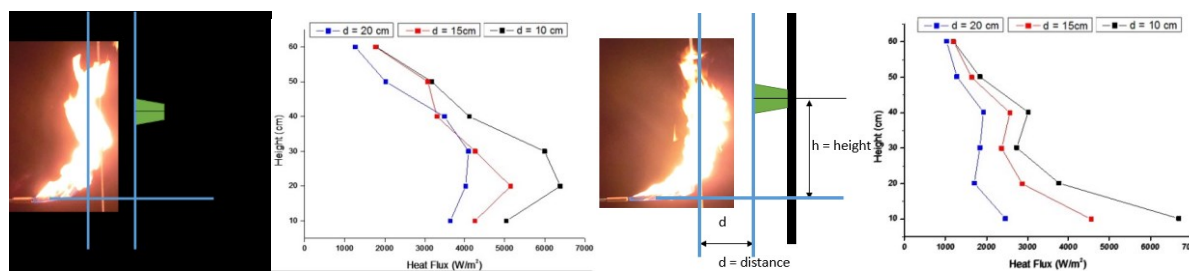 d = 20 cm d = 15cm d = 10 cm
60
50
40
30
20
10
Height (cm)
0 1000 2000 3000 4000 5000 6000 7000
Heat Flux (W/m²)
h = height
d
d = distance
d = 20 cm d = 15 cm d = 10 cm
60
50
40
30
20
10
Height (cm)
0 1000 2000 3000 4000 5000 6000 7000
Heat Flux (W/m²)